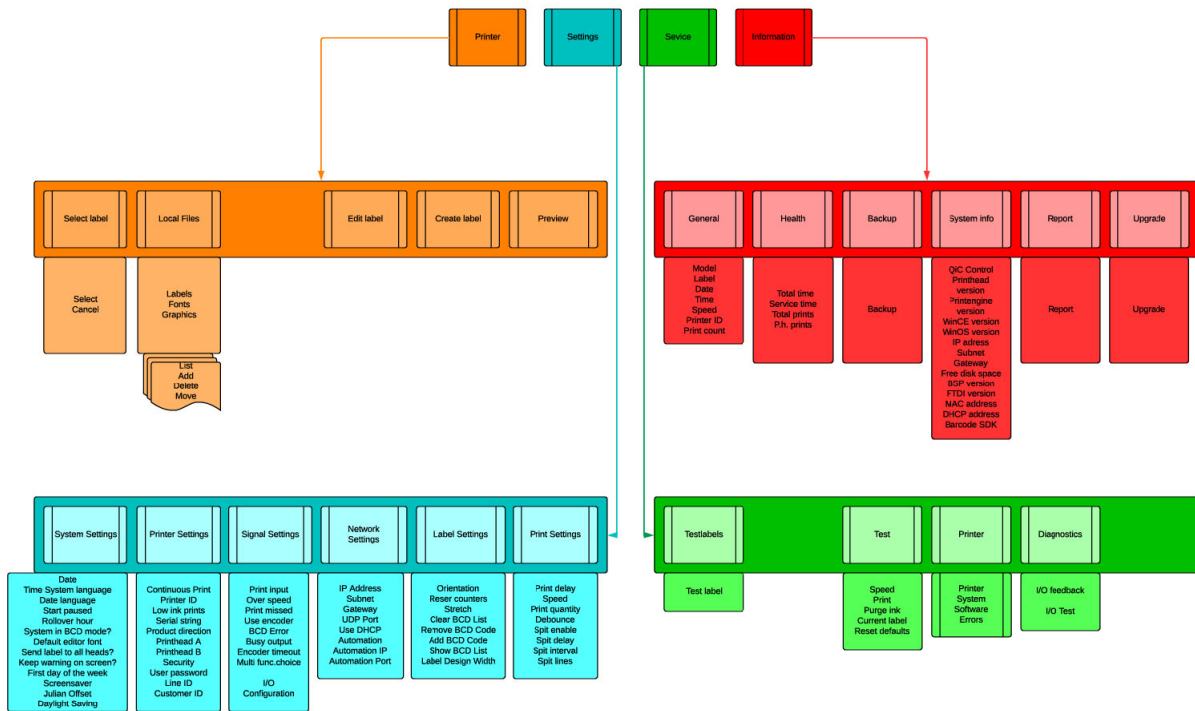 Printer
Settings
Sevice
Information
Select label
Local Files
Edit label
Create label
Preview
Select
Cancel
Labels
Fonts
Graphics
List
Add
Delete
Move
General
Health
Backup
System info
Report
Upgrade
Model
Label
Date
Time
Speed
Printer ID
Print count
Total time
Service time
Total prints
P.h. prints
Backup
QiC Control
Printhead
version
Printengine
version
WinCE version
WinOS version
IP adress
Subnet
Gateway
Free disk space
BSP version
FTDI version
MAC address
DHCP address
Barcode SDK
Report
Upgrade
System Settings
Printer Settings
Signal Settings
Network
Settings
Label Settings
Print Settings
Date
Time System language
Date language
Start paused
Rollover hour
System in BCD mode?
Default editor font
Send label to all heads?
Keep warning on screen?
First day of the week
Screensaver
Julian Offset
Daylight Saving
Continuous Print
Printer ID
Low ink prints
Serial string
Product direction
Printhead A
Printhead B
Security
User password
Line ID
Customer ID
Print input
Over speed
Print missed
Use encoder
BCD Error
Busy output
Encoder timeout
Multi func.choice
I/O
Configuration
IP Address
Subnet
Gateway
UDP Port
Use DHCP
Automation
Automation IP
Automation Port
Orientation
Reser counters
Stretch
Clear BCD List
Remove BCD Code
Add BCD Code
Show BCD List
Label Design Width
Print delay
Speed
Print quantity
Debounce
Spit enable
Spit delay
Spit interval
Spit lines
Testlabels
Test
Printer
Diagnostics
Test label
Speed
Print
Purge ink
Current label
Reset defaults
Printer
System
Software
Errors
I/O feedback
I/O Test